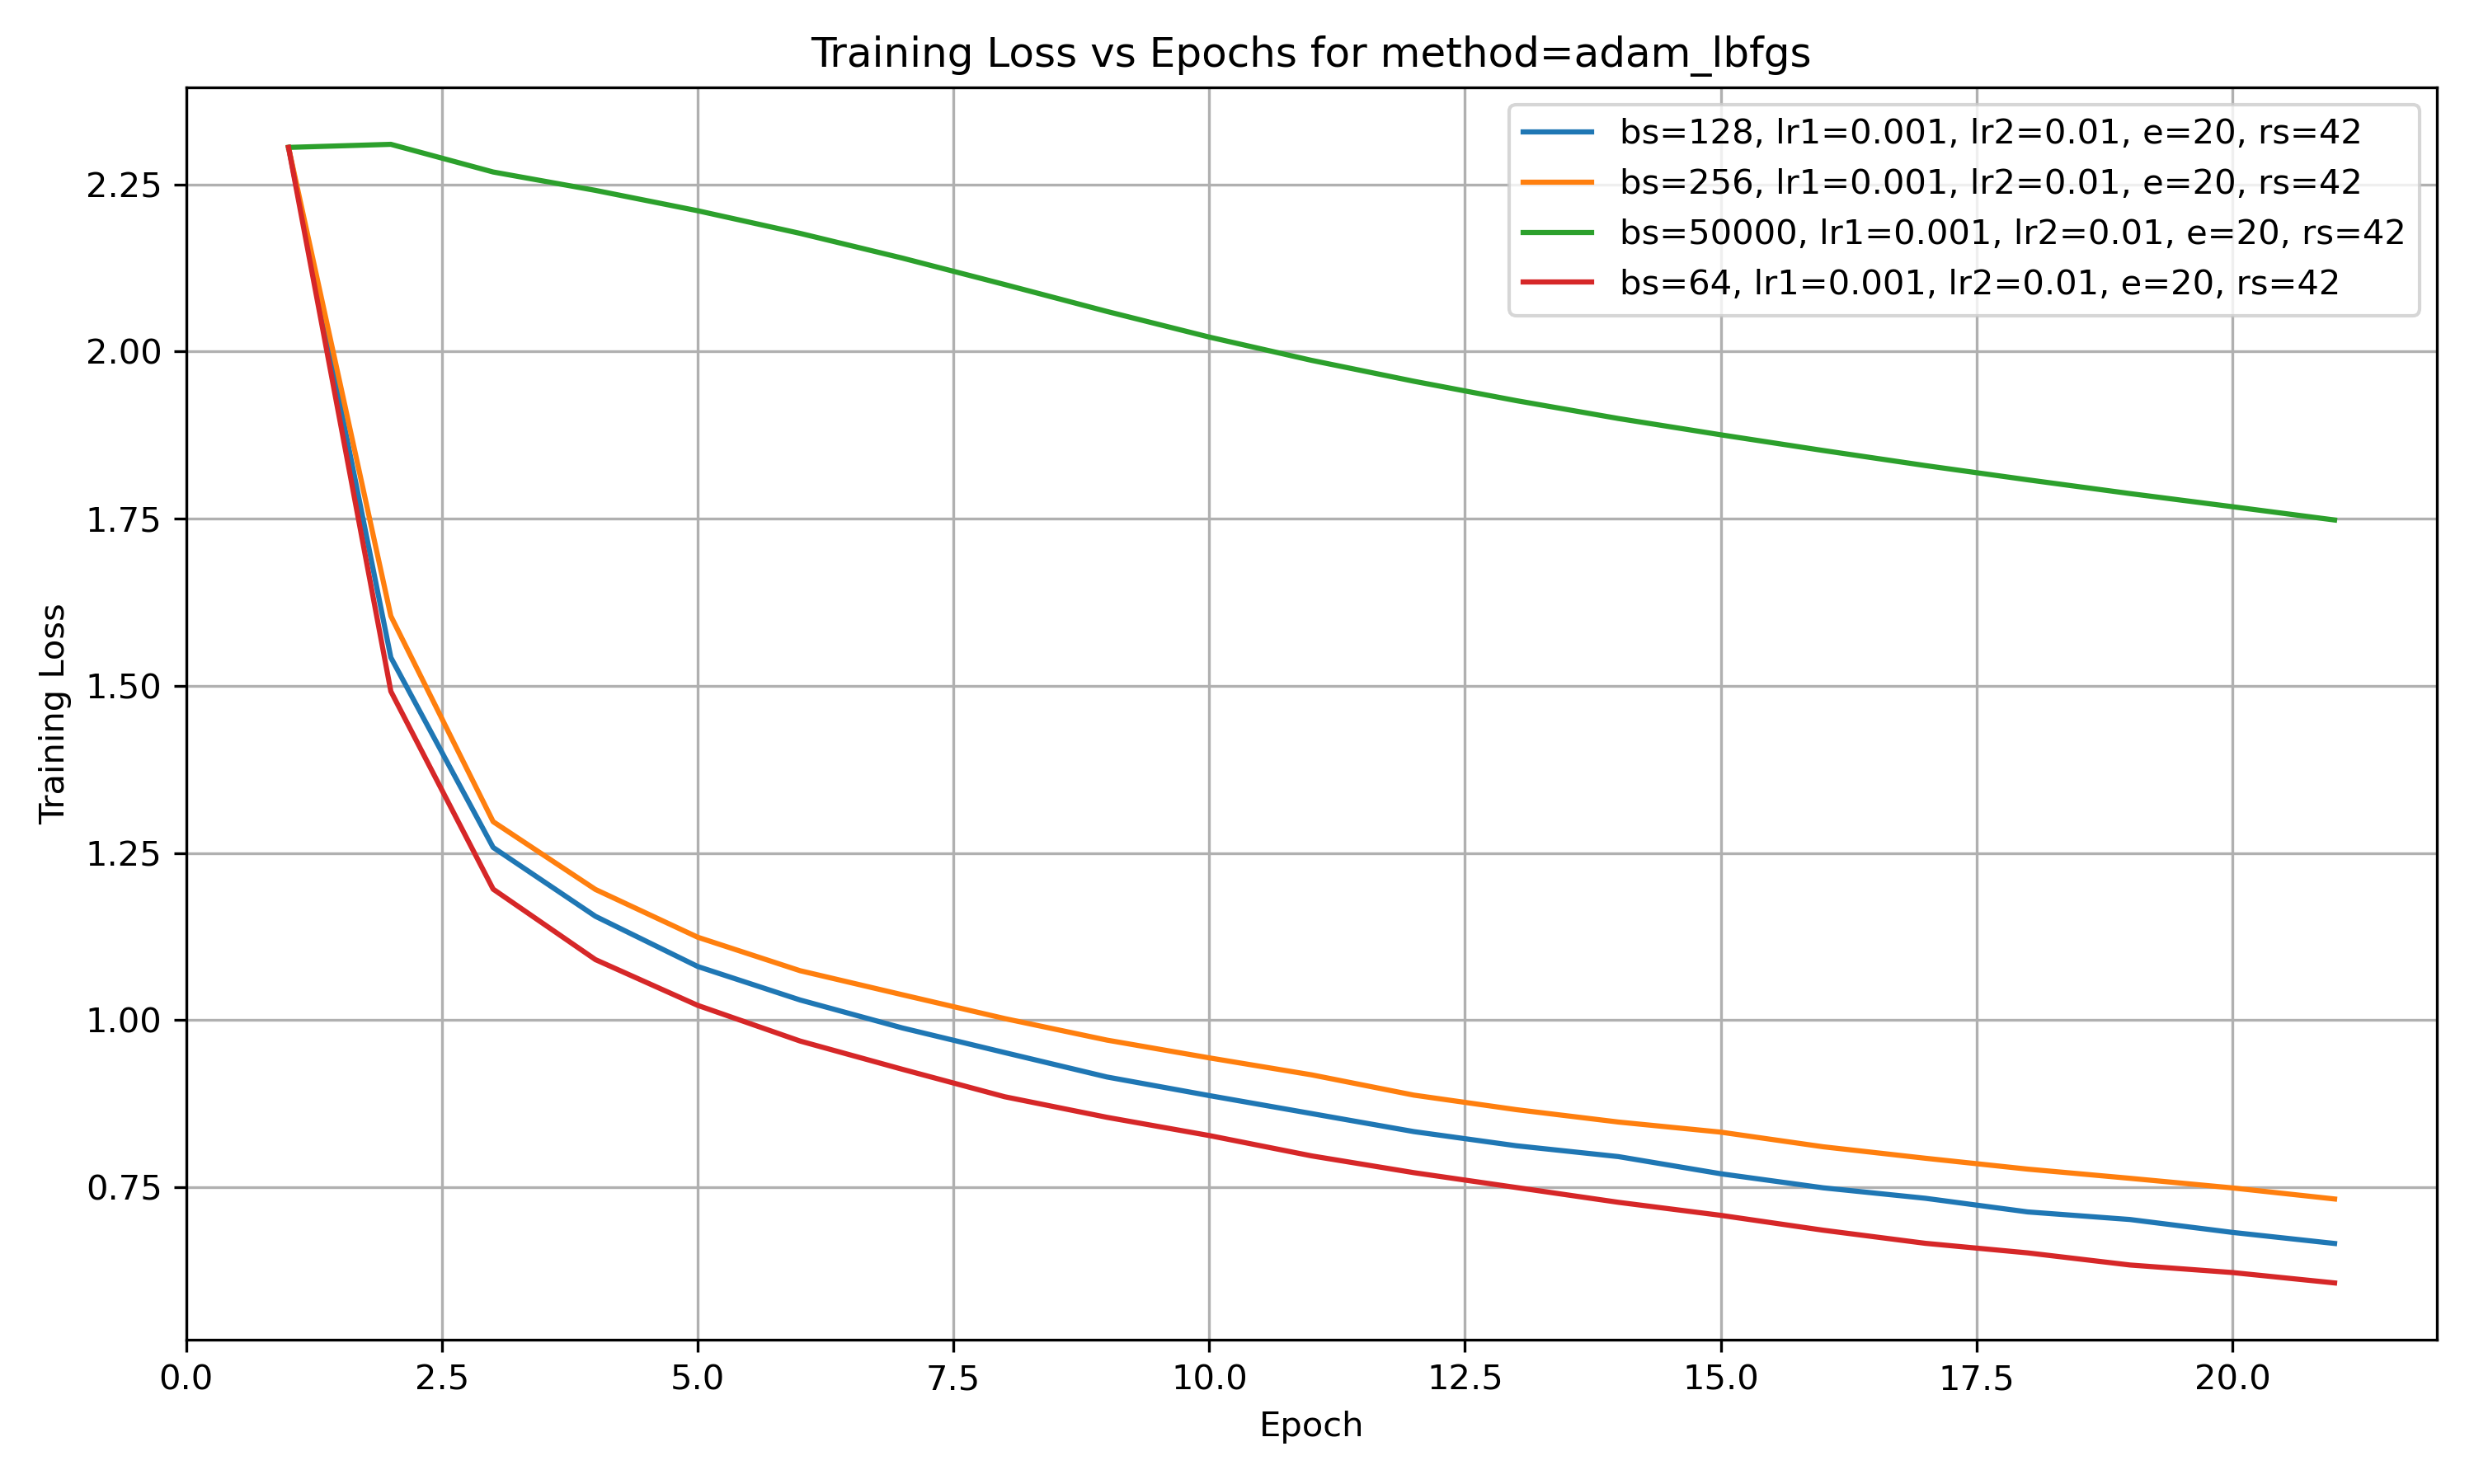 Training Loss vs Epochs for method=adam_lbfgs
bs=128, lr1=0.001, lr2=0.01, e=20, rs=42
bs=256, lr1=0.001, lr2=0.01, e=20, rs=42
bs=50000, lr1=0.001, lr2=0.01, e=20, rs=42
bs=64, lr1=0.001, lr2=0.01, e=20, rs=42
Training Loss
2.25
2.00
1.75
1.50
1.25
1.00
0.75
0.0 2.5 5.0 7.5 10.0 12.5 15.0 17.5 20.0
Epoch